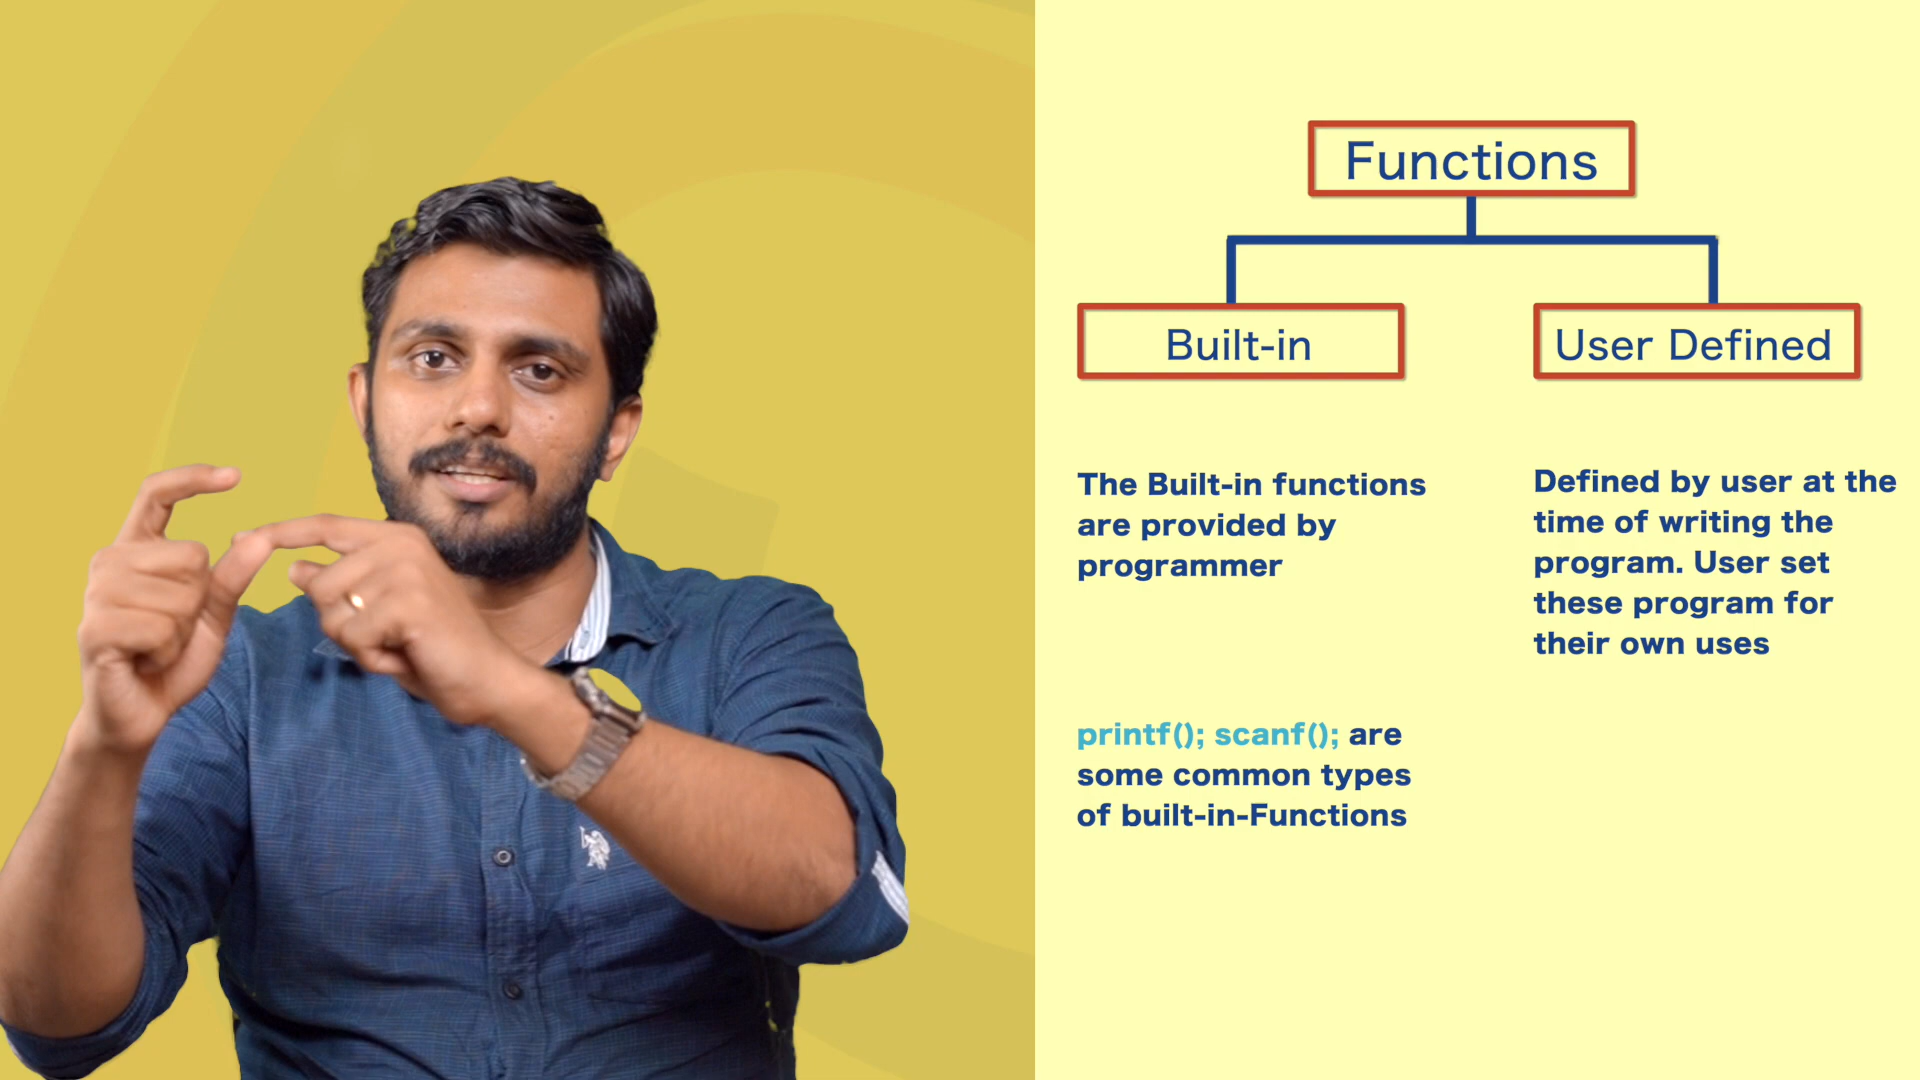 Functions
Built-in
User Defined
The Built-in functions
are provided by
programmer
Defined by user at the
time of writing the
program. User set
these program for
their own uses
printf(); scanf(); are
some common types
of built-in-Functions